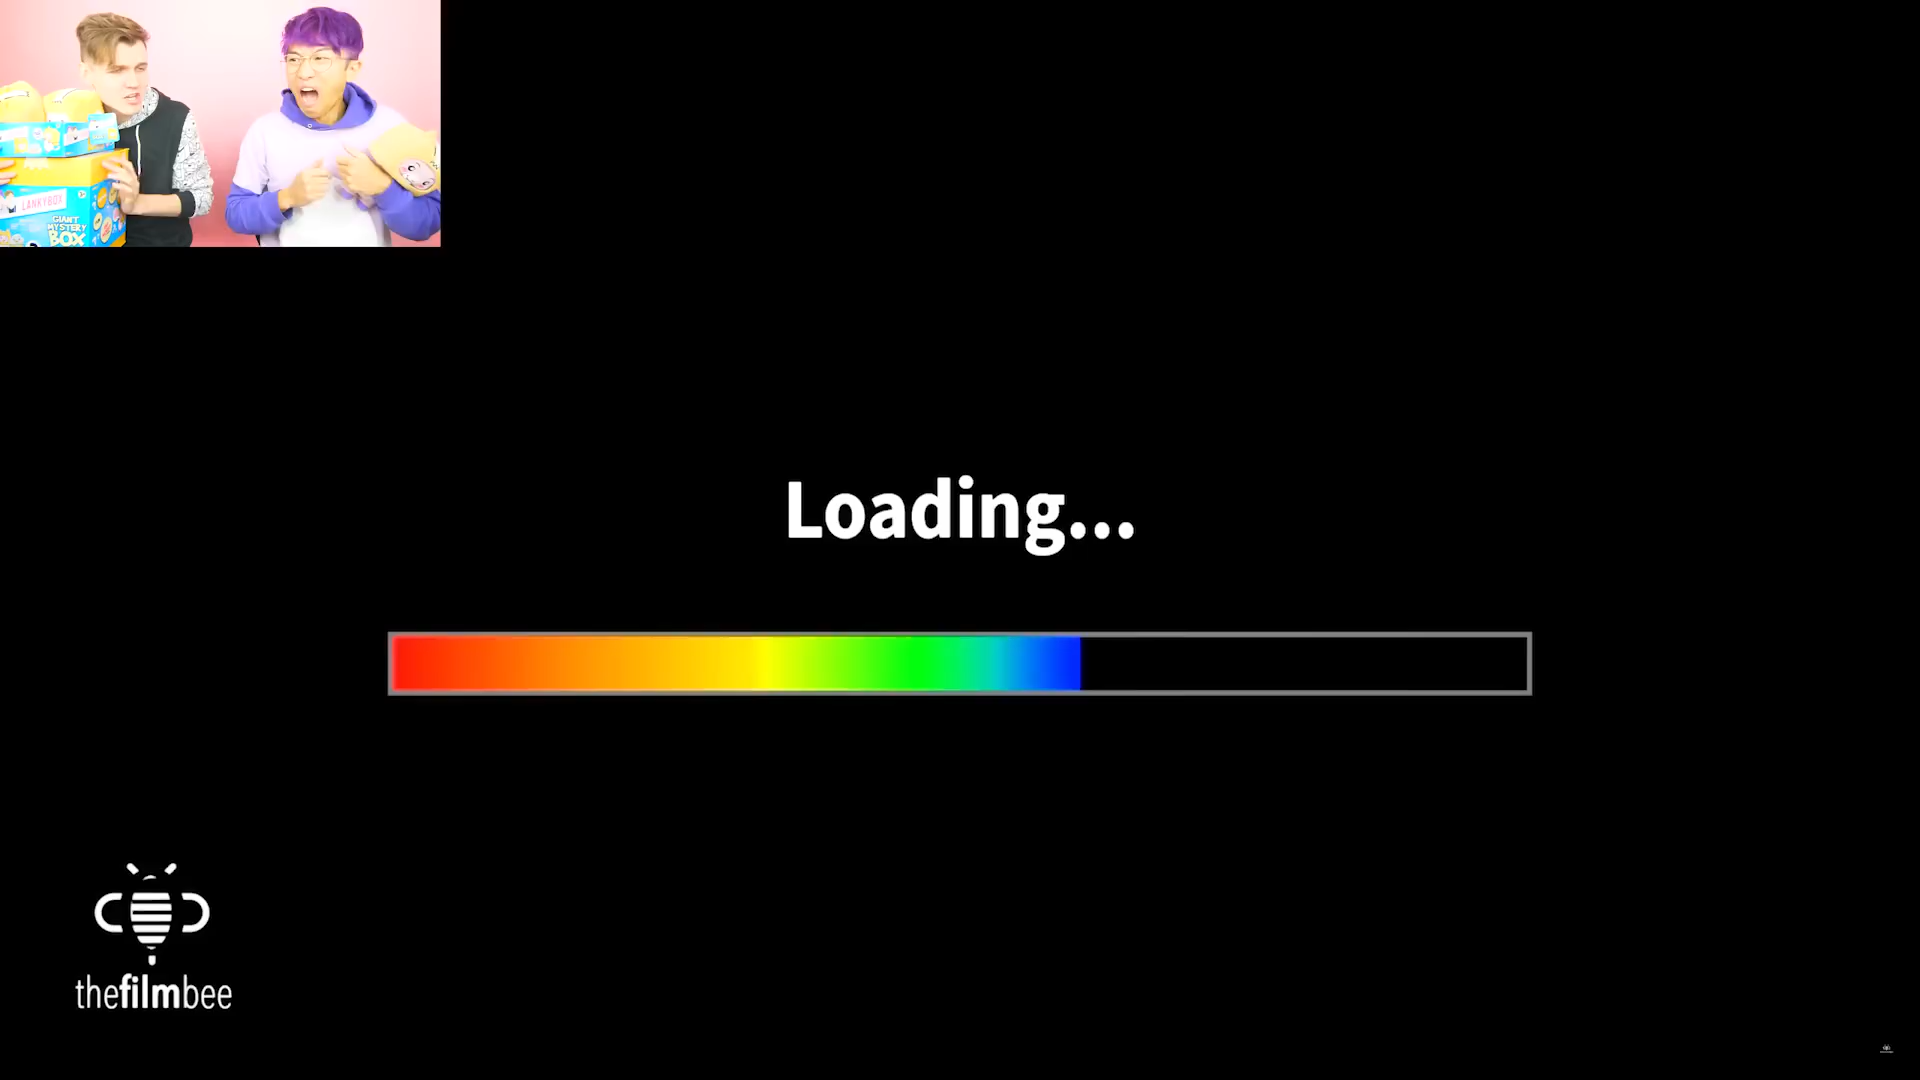 LANKYBOX
GIANT
MYSTERY
BOX
Loading...
thefilmbee